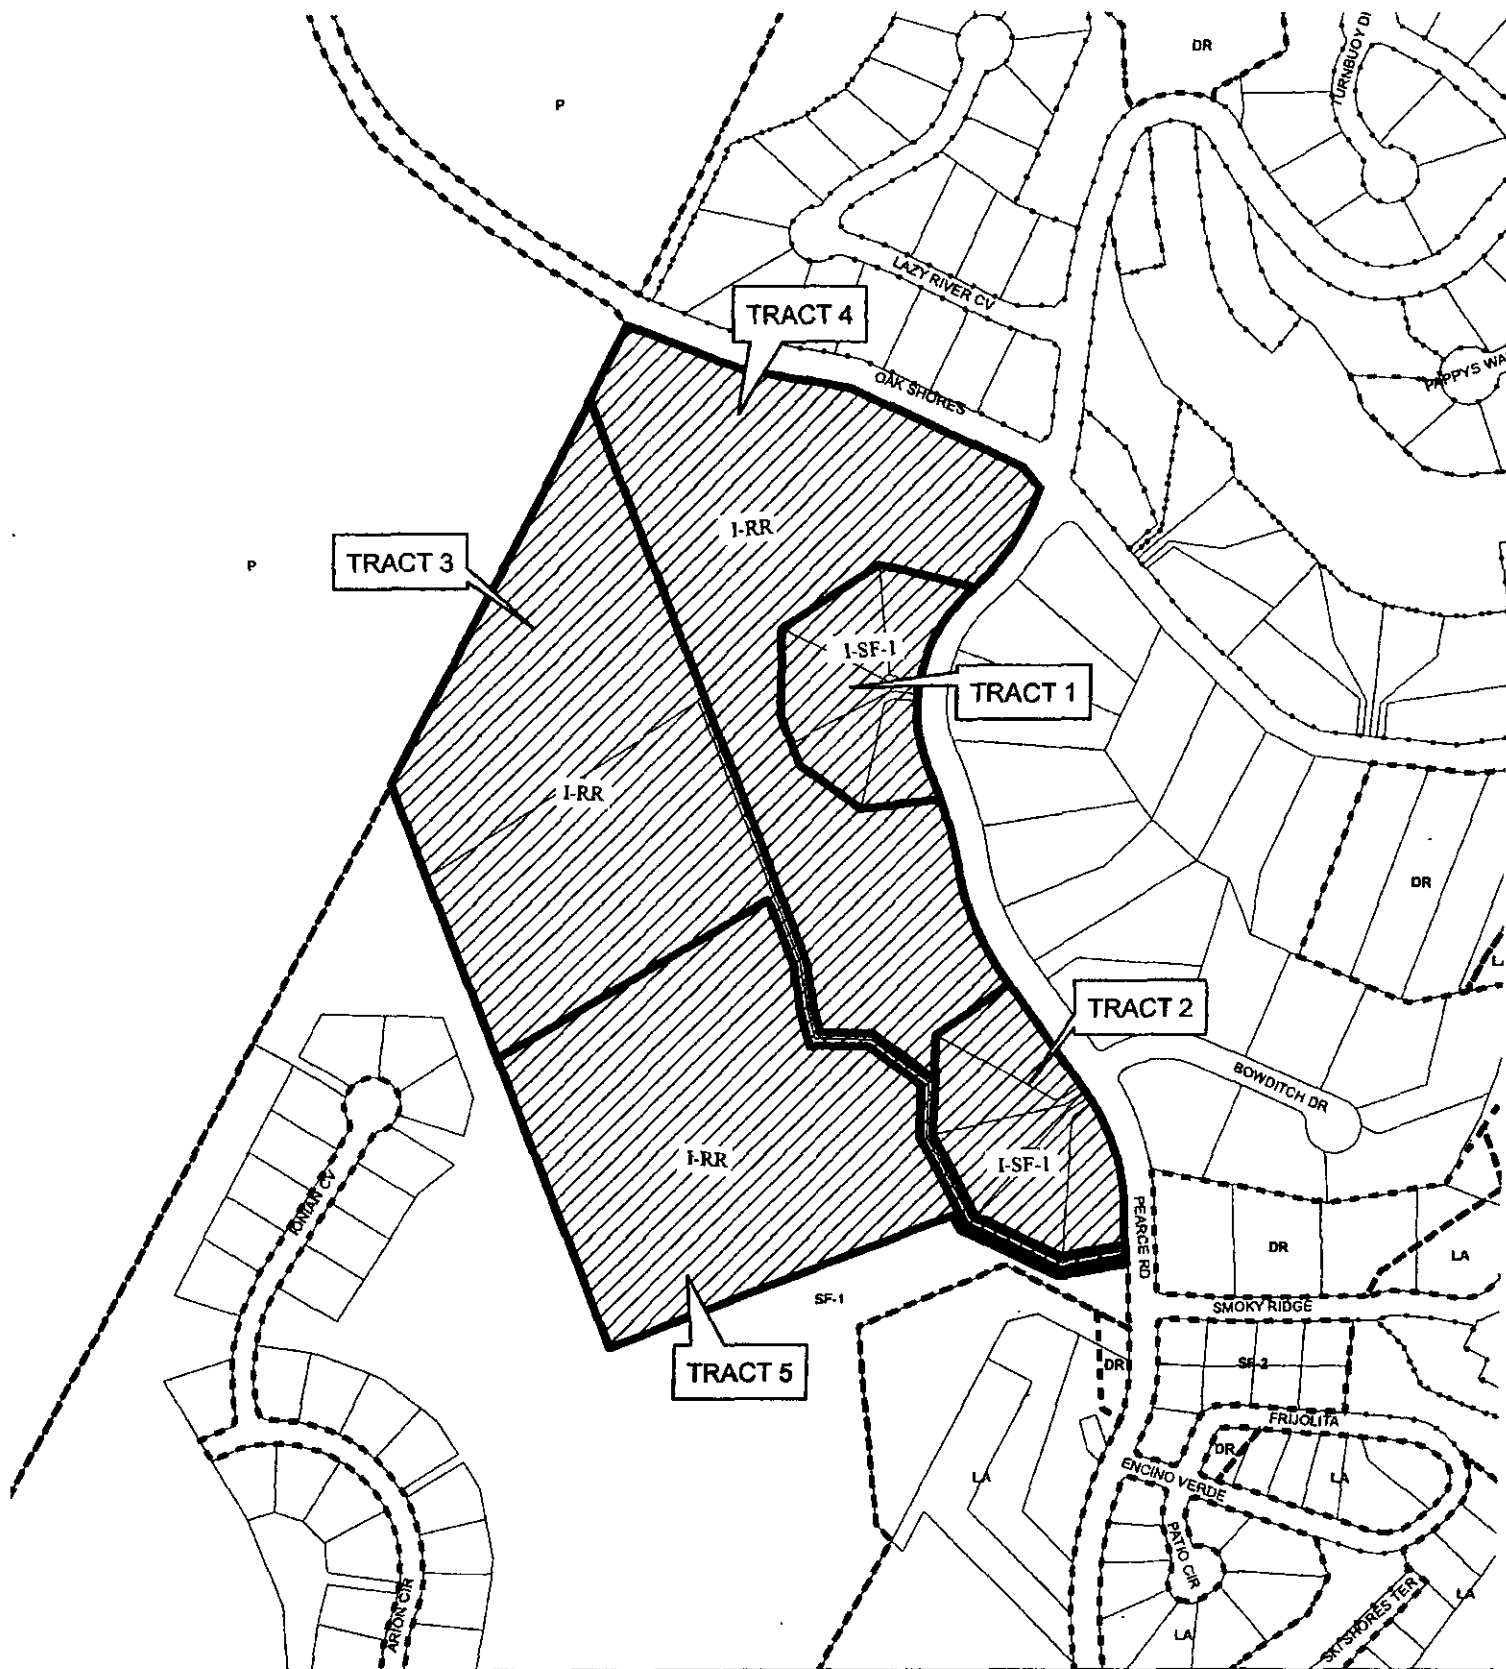 DR
TURNBUOY DR
P
LAZY RIVER CV
TRACT 4
OAK SHORES
PAPPYS WA
I-RR
TRACT 3
P
I-SF-1
TRACT 1
I-RR
DR
LA
TRACT 2
BOWDITCH DR
I-RR
I-SF-1
IONIAN CV
PEARCE RD
DR
LA
SF-1
SMOKY RIDGE
TRACT 5
DR
SF-2
FRIJOLITA
DR
LA
ENCINO VERDE
LA
PATIO CIR
ARION CIR
SKI SHORES TER
LA
LA